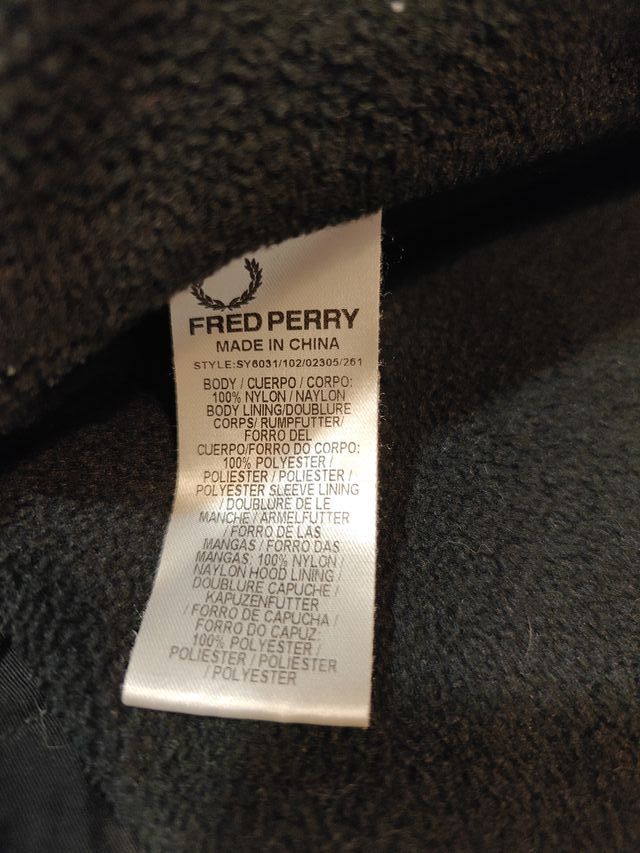 FRED PERRY
MADE IN CHINA
STYLE:SY6031/102/02305/261
BODY / CUERPO / CORPO:
100% NYLON / NAYLON
BODY LINING/DOUBLURE
CORPS/ RUMPFUTTER/
FORRO DEL
CUERPO/FORRO DO CORPO:
100% POLYESTER /
POLIESTER / POLIESTER /
POLYESTER SLEEVE LINING
/ DOUBLURE DE LE
MANCHE / ARMELFUTTER
/ FORRO DE LAS
MANGAS / FORRO DAS
MANGAS: 100% NYLON /
NAYLON HOOD LINING /
DOUBLURE CAPUCHE /
KAPUZENFUTTER
/ FORRO DE CAPUCHA /
FORRO DO CAPUZ:
100% POLYESTER /
POLIESTER / POLIESTER
/ POLYESTER